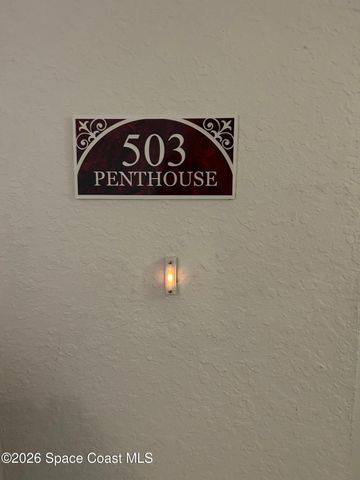 503
PENTHOUSE
©2026 Space Coast MLS